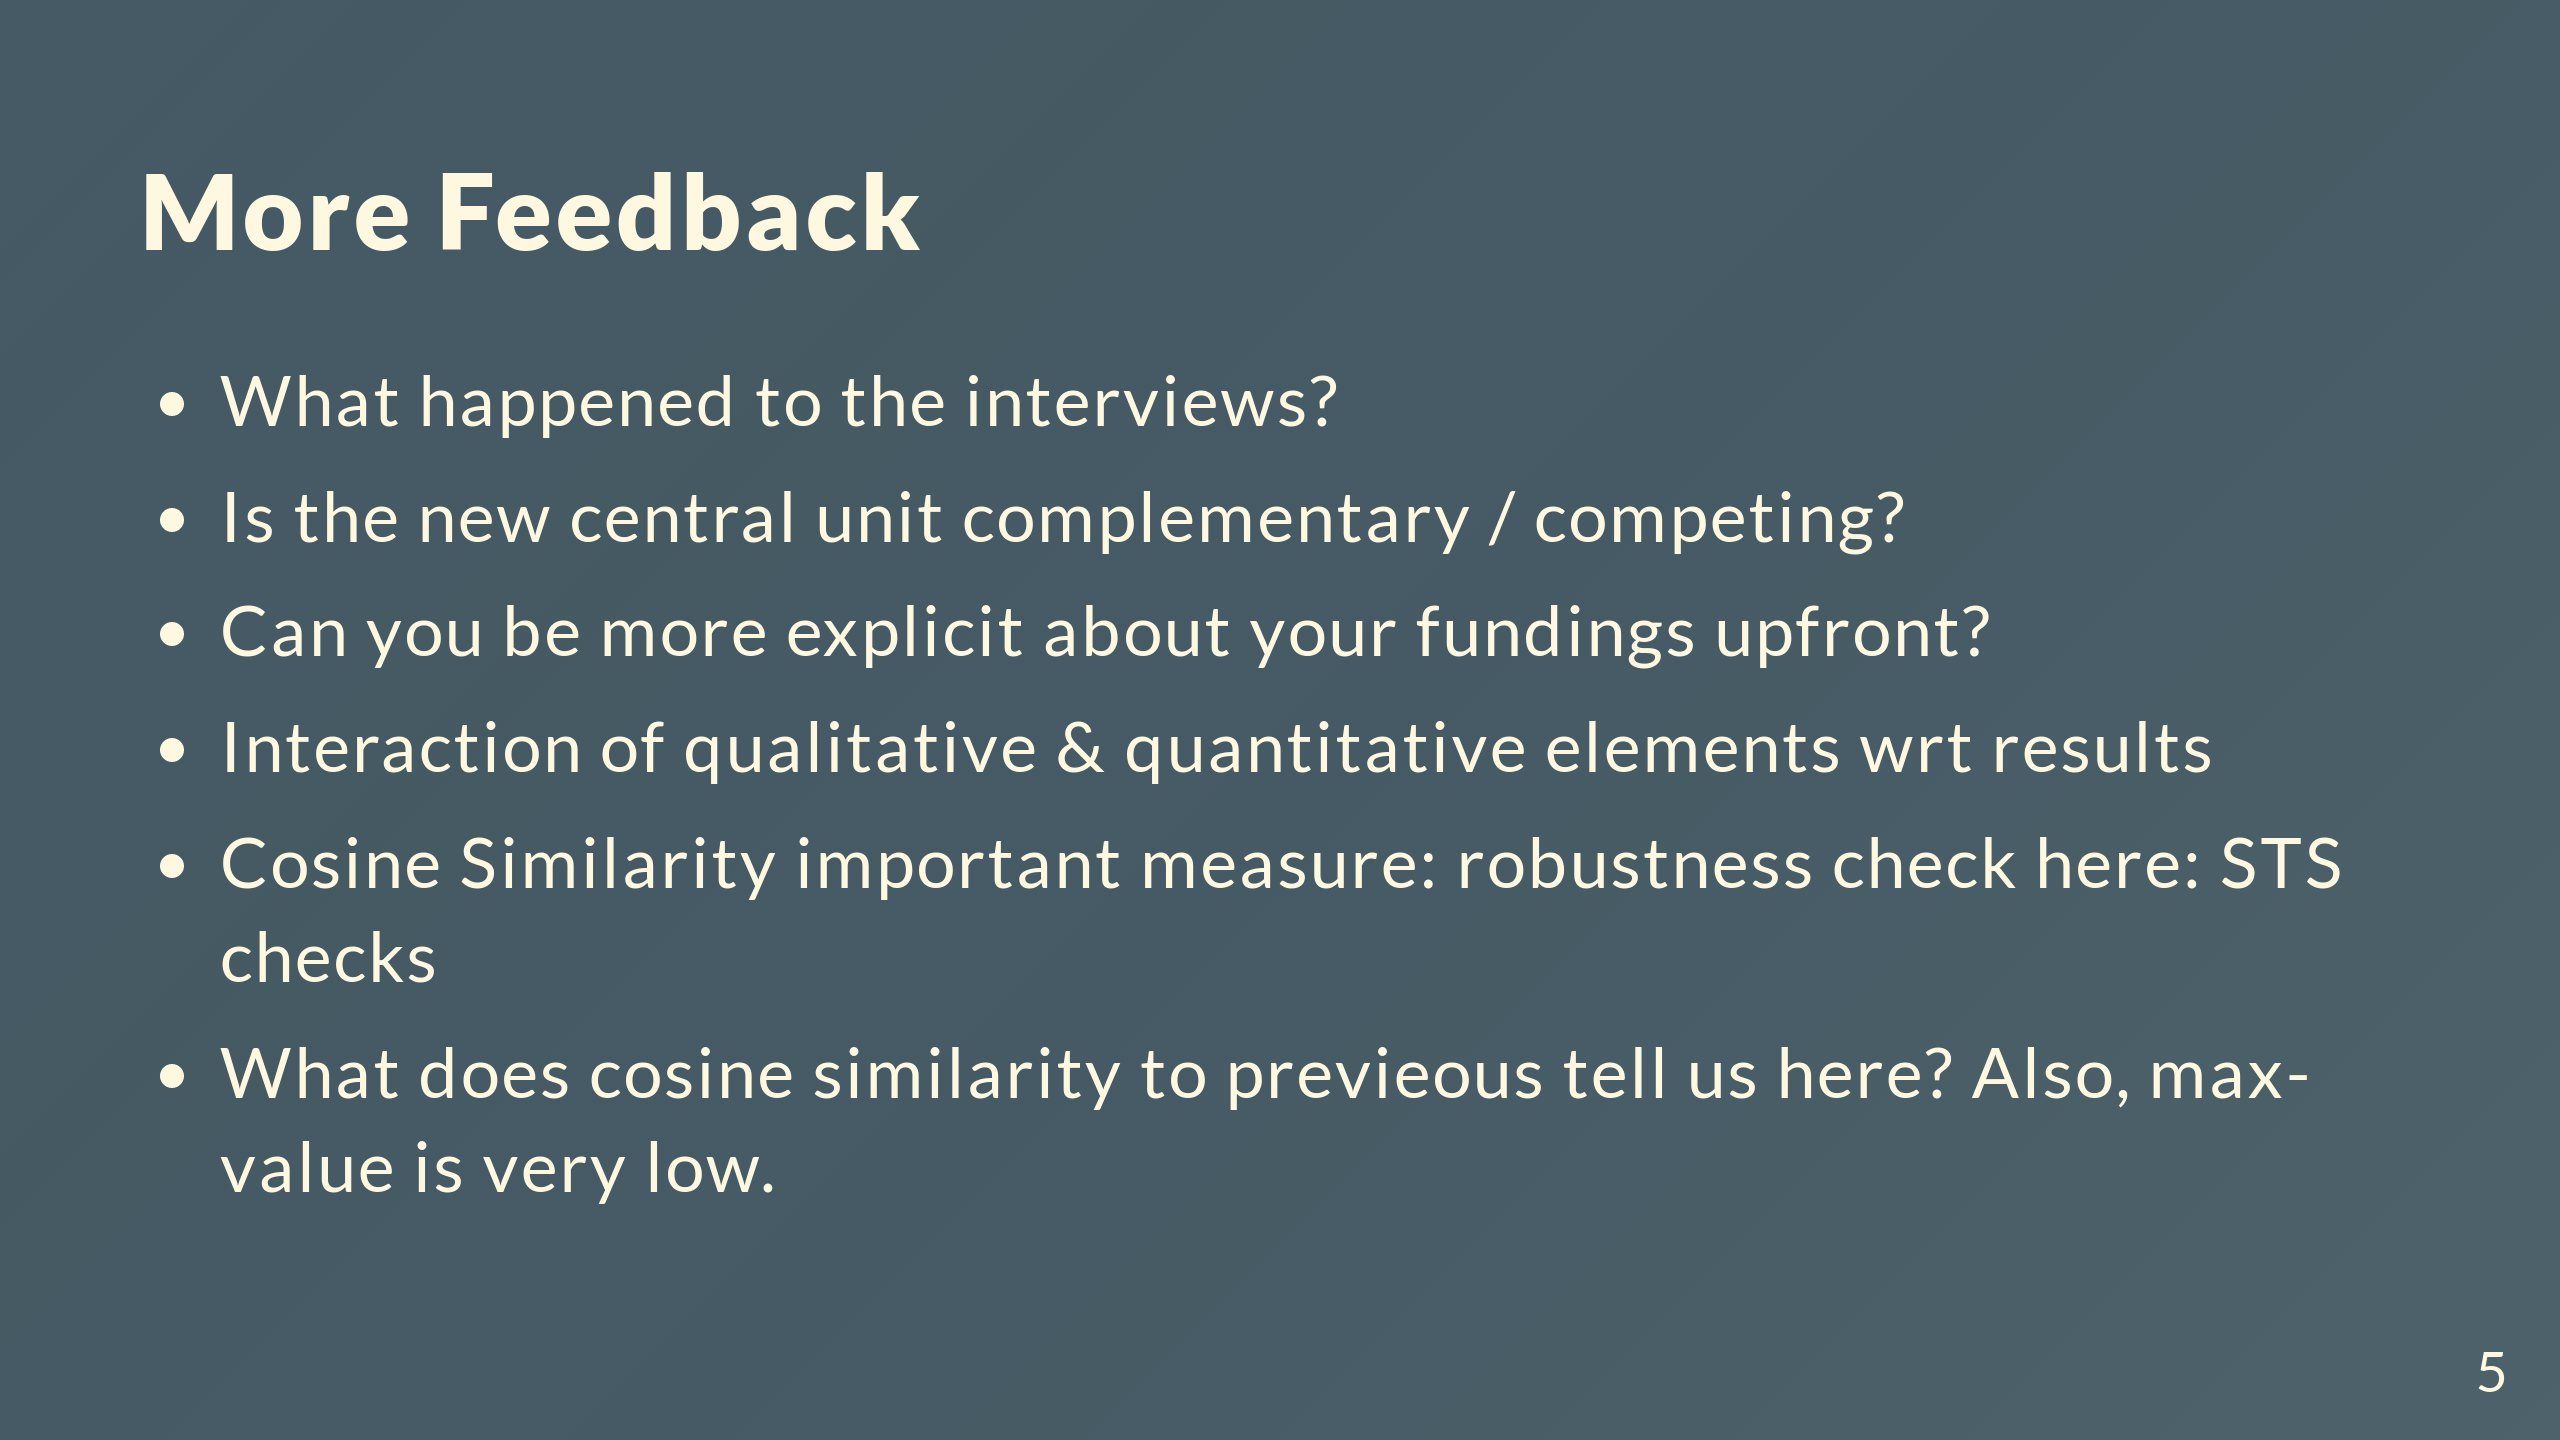 More Feedback
• What happened to the interviews?
• Is the new central unit complementary / competing?
• Can you be more explicit about your fundings upfront?
• Interaction of qualitative & quantitative elements wrt results
• Cosine Similarity important measure: robustness check here: STS
checks
• What does cosine similarity to previeous tell us here? Also, max-
value is very low.
5